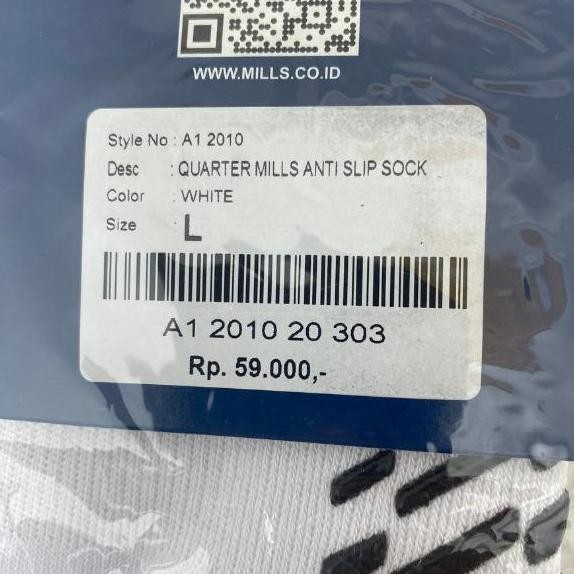 WWW.MILLS.CO.ID
Style No : A1 2010
Desc : QUARTER MILLS ANTI SLIP SOCK
Color : WHITE
Size : L
A1 2010 20 303
Rp. 59.000,-